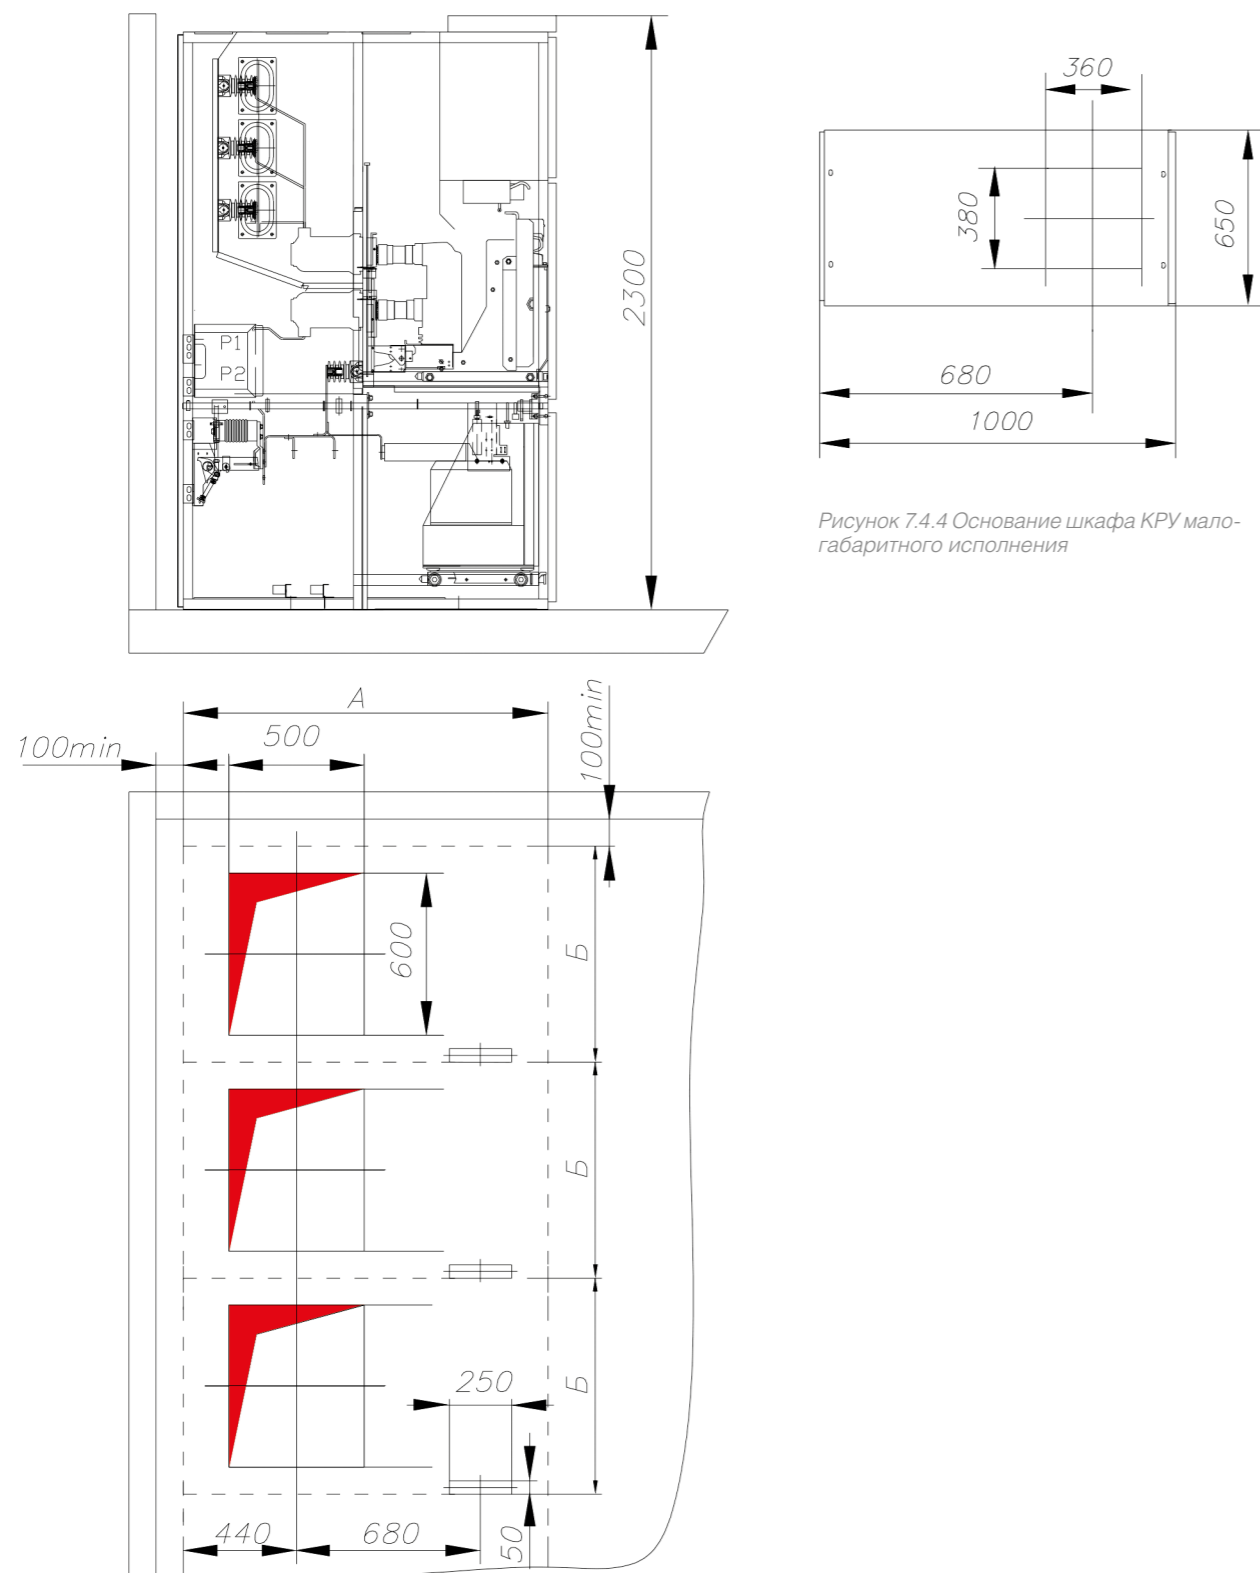 360
380
650
2300
P1
P2
680
1000
Рисунок 7.4.4 Основание шкафа КРУ мало-
габаритного исполнения
А
100min
500
100min
600
Б
Б
250
Б
440
680
50